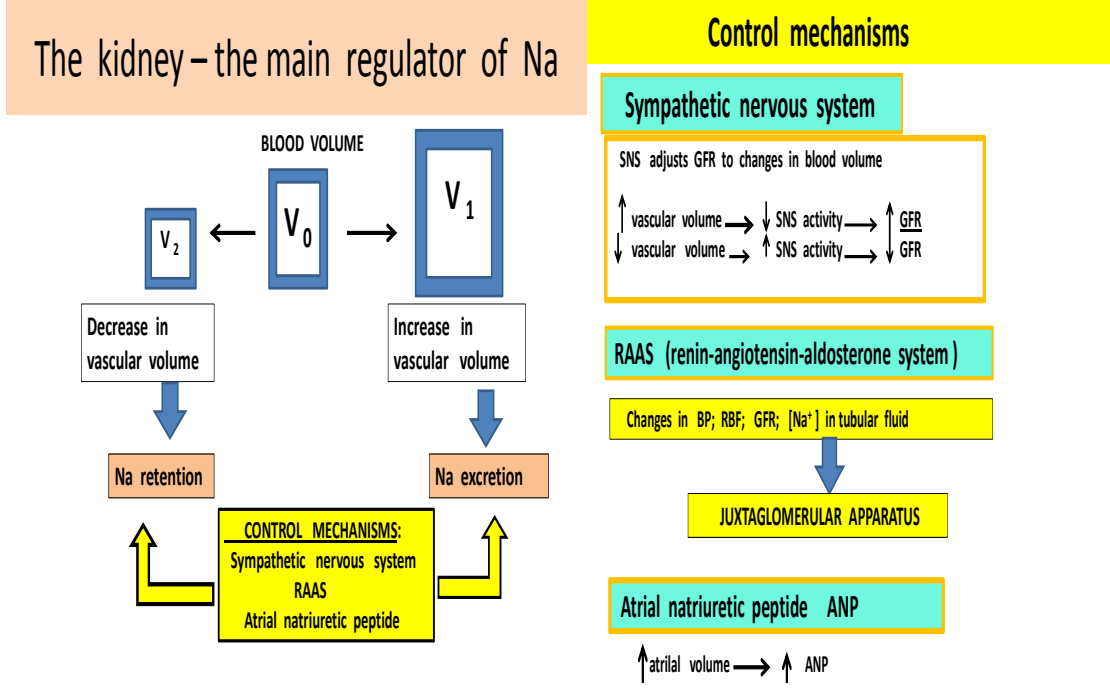 The kidney – the main regulator of Na
BLOOD VOLUME
V2
V0
V1
Decrease in
vascular volume
Increase in
vascular volume
Na retention
Na excretion
CONTROL MECHANISMS:
Sympathetic nervous system
RAAS
Atrial natriuretic peptide
Control mechanisms
Sympathetic nervous system
SNS adjusts GFR to changes in blood volume
↑ vascular volume → ↓ SNS activity → ↑ GFR
↓ vascular volume → ↑ SNS activity → ↓ GFR
RAAS (renin-angiotensin-aldosterone system)
Changes in BP; RBF; GFR; [Na⁺] in tubular fluid
JUXTAGLOMERULAR APPARATUS
Atrial natriuretic peptide ANP
↑ atrilal volume → ↑ ANP